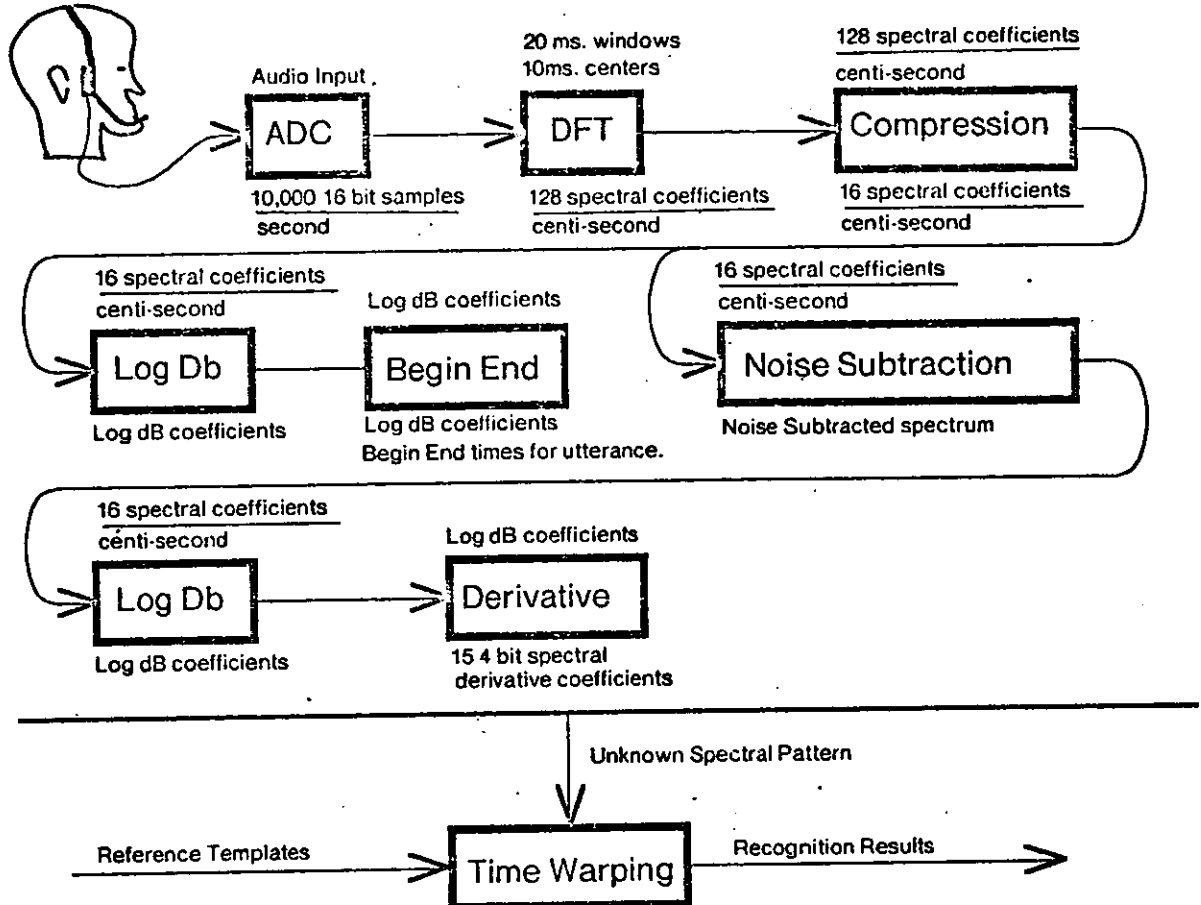 20 ms. windows
10ms. centers
128 spectral coefficients
centi-second
Audio Input
ADC
DFT
Compression
10,000 16 bit samples
second
128 spectral coefficients
centi-second
16 spectral coefficients
centi-second
16 spectral coefficients
centi-second
Log dB coefficients
16 spectral coefficients
centi-second
Log Db
Begin End
Noise Subtraction
Log dB coefficients
Log dB coefficients
Begin End times for utterance.
Noise Subtracted spectrum
16 spectral coefficients
centi-second
Log dB coefficients
Log Db
Derivative
Log dB coefficients
15 4 bit spectral
derivative coefficients
Unknown Spectral Pattern
Reference Templates
Time Warping
Recognition Results